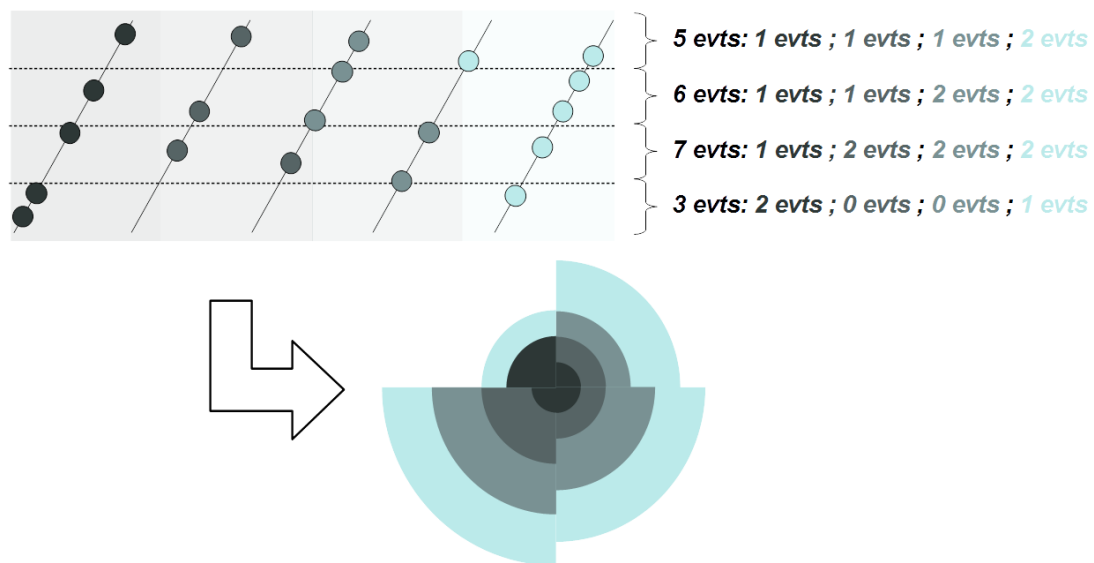 5 evts: 1 evts ; 1 evts ; 1 evts ; 2 evts
6 evts: 1 evts ; 1 evts ; 2 evts ; 2 evts
7 evts: 1 evts ; 2 evts ; 2 evts ; 2 evts
3 evts: 2 evts ; 0 evts ; 0 evts ; 1 evts